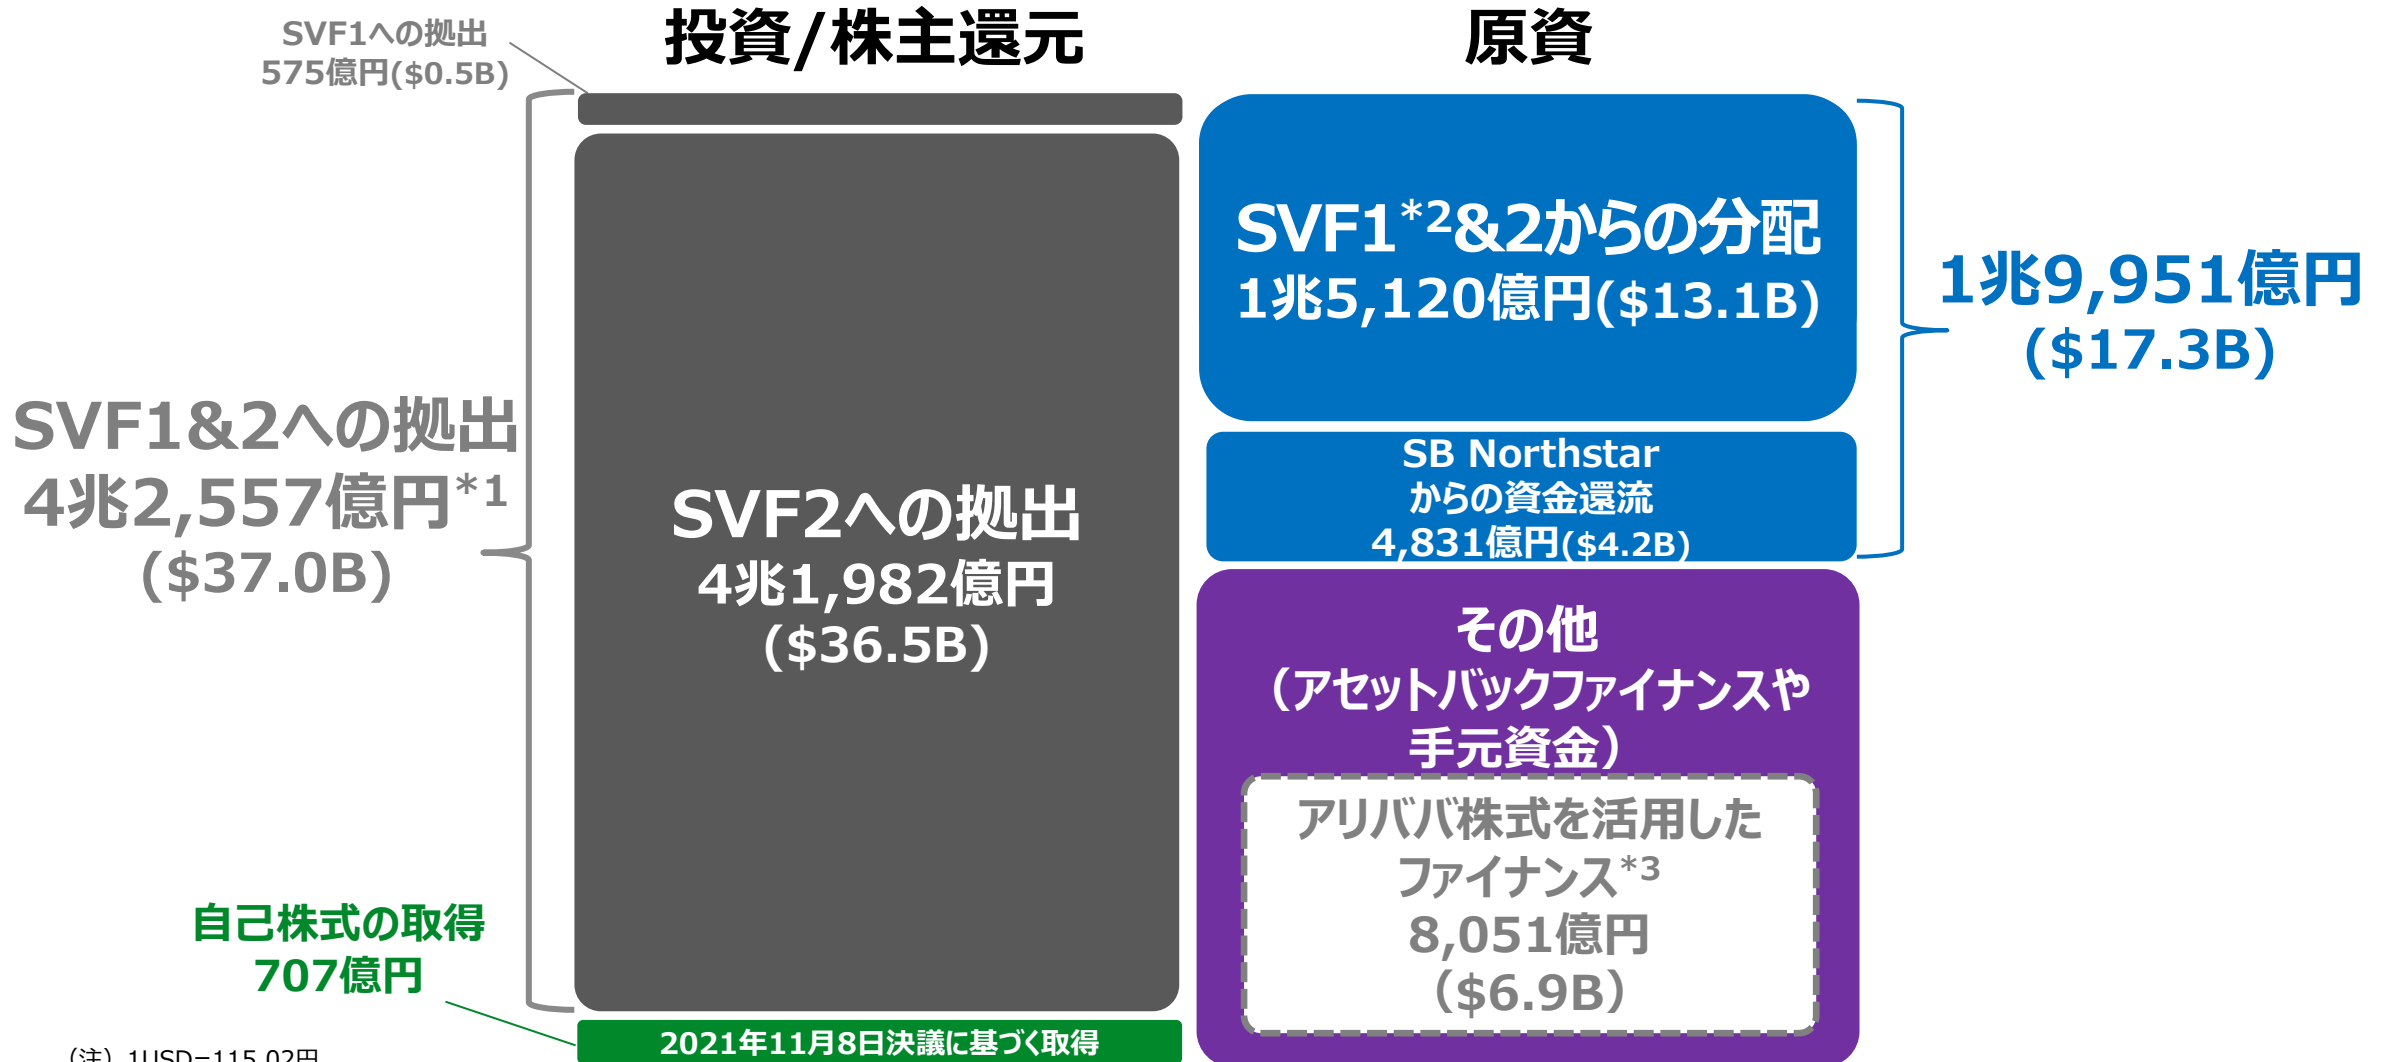 投資/株主還元
原資
SVF1への拠出
575億円($0.5B)
SVF1&2への拠出
4兆2,557億円*1
($37.0B)
SVF2への拠出
4兆1,982億円
($36.5B)
自己株式の取得
707億円
2021年11月8日決議に基づく取得
SVF1*2&2からの分配
1兆5,120億円($13.1B)
SB Northstar
からの資金還流
4,831億円($4.2B)
1兆9,951億円
($17.3B)
その他
（アセットバックファイナンスや
手元資金）
アリババ株式を活用した
ファイナンス*3
8,051億円
（$6.9B）
（注）1USD=115.02円